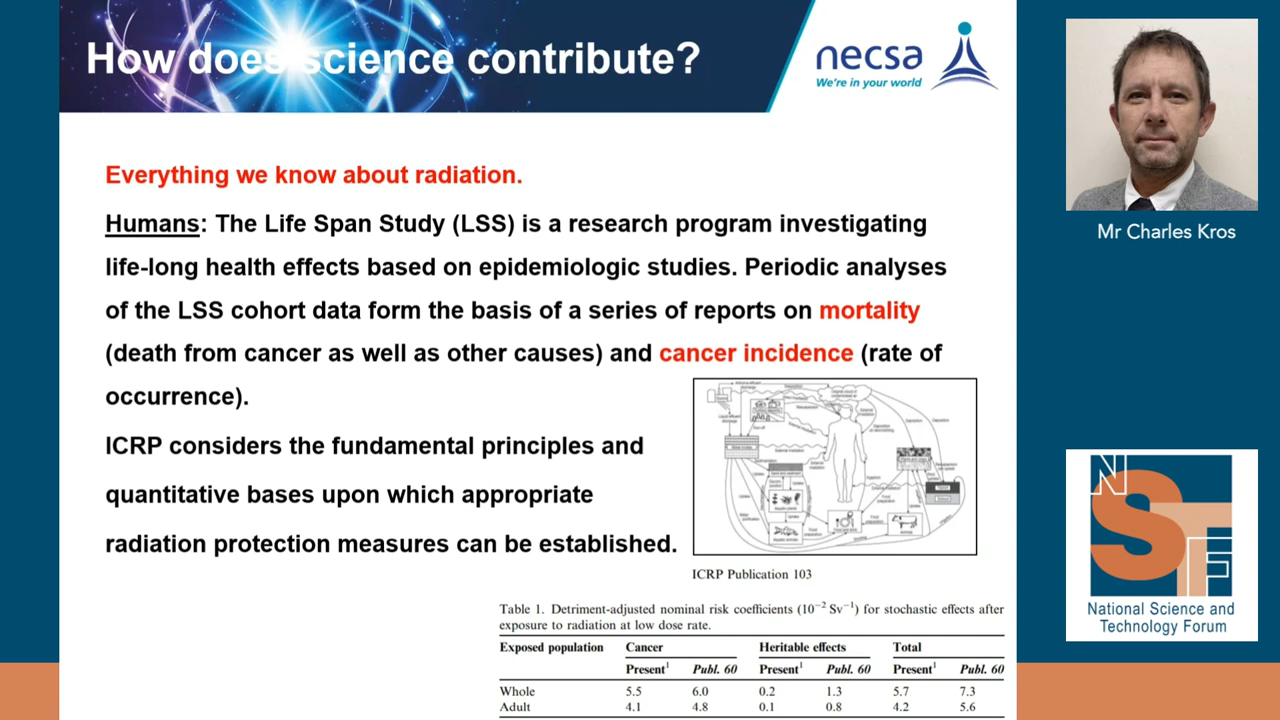 How does science contribute?
necsa
We're in your world
Everything we know about radiation.
Humans: The Life Span Study (LSS) is a research program investigating
life-long health effects based on epidemiologic studies. Periodic analyses
of the LSS cohort data form the basis of a series of reports on mortality
(death from cancer as well as other causes) and cancer incidence (rate of
occurrence).
ICRP considers the fundamental principles and
quantitative bases upon which appropriate
radiation protection measures can be established.
ICRP Publication 103
Table 1. Detriment-adjusted nominal risk coefficients (10⁻² Sv⁻¹) for stochastic effects after
exposure to radiation at low dose rate.
Exposed population Cancer Heritable effects Total
Present¹ Publ. 60 Present¹ Publ. 60 Present¹ Publ. 60
Whole 5.5 6.0 0.2 1.3 5.7 7.3
Adult 4.1 4.8 0.1 0.8 4.2 5.6
Mr Charles Kros
NSTF
National Science and
Technology Forum